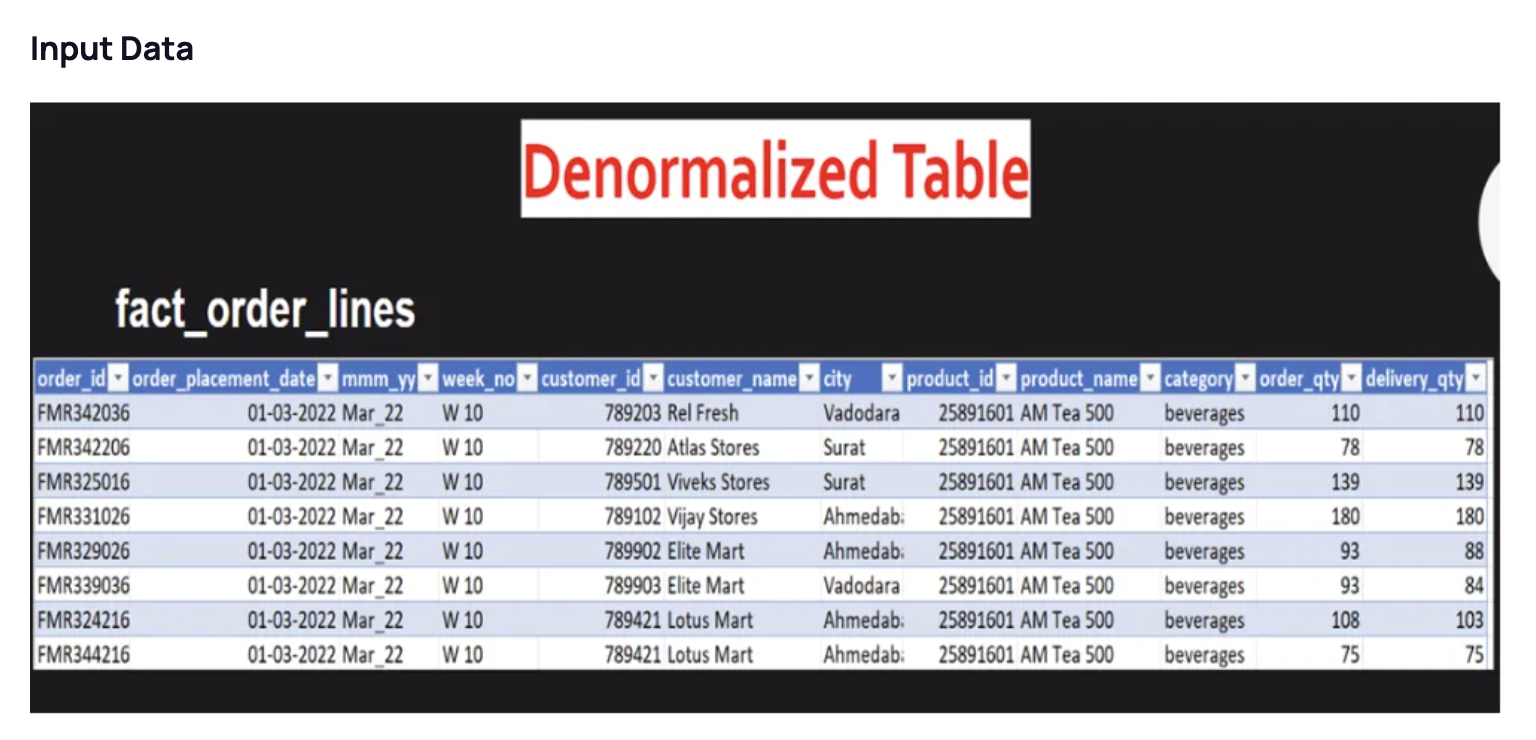 Input Data
Denormalized Table
fact_order_lines
order_id order_placement_date mmm_yy week_no customer_id customer_name city product_id product_name category order_qty delivery_qty
FMR342036 01-03-2022 Mar_22 W 10 789203 Rel Fresh Vadodara 25891601 AM Tea 500 beverages 110 110
FMR342206 01-03-2022 Mar_22 W 10 789220 Atlas Stores Surat 25891601 AM Tea 500 beverages 78 78
FMR325016 01-03-2022 Mar_22 W 10 789501 Viveks Stores Surat 25891601 AM Tea 500 beverages 139 139
FMR331026 01-03-2022 Mar_22 W 10 789102 Vijay Stores Ahmedab 25891601 AM Tea 500 beverages 180 180
FMR329026 01-03-2022 Mar_22 W 10 789902 Elite Mart Ahmedab 25891601 AM Tea 500 beverages 93 88
FMR339036 01-03-2022 Mar_22 W 10 789903 Elite Mart Vadodara 25891601 AM Tea 500 beverages 93 84
FMR324216 01-03-2022 Mar_22 W 10 789421 Lotus Mart Ahmedab 25891601 AM Tea 500 beverages 108 103
FMR344216 01-03-2022 Mar_22 W 10 789421 Lotus Mart Ahmedab 25891601 AM Tea 500 beverages 75 75